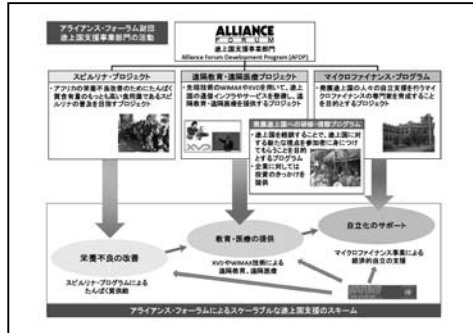 アライアンス・フォーラム財団
途上国支援事業部門の活動
ALLIANCE
FORUM
途上国支援事業部門
Alliance Forum Development Program (AFDP)
スピルリナ・プロジェクト
・アフリカの栄養不良改善のためにたんぱく
質含有量のもっとも高い食用藻であるスピ
ルリナの普及を目指すプロジェクト
遠隔教育・遠隔医療プロジェクト
・先端技術のWiMAXやXVDを用いて、途上
国の通信インフラやサービスを整備し、遠
隔教育・遠隔医療を提供するプロジェクト
マイクロファイナンス・プログラム
・発展途上国の人々の自立支援を行うマイ
クロファイナンスの専門家を育成すること
を目的とするプロジェクト
XVD
発展途上国への研修・視察プログラム
・途上国を経験することで、途上国に対す
る新たな視点を参加者に身につけて
もらうことを目的とするプログラム
・企業に対しては
投資のきっかけを
提供
栄養不良の改善
スピルリナ・プログラムによる
たんぱく質供給
教育・医療の提供
XVDやWiMAX技術による
遠隔教育、遠隔医療
自立化のサポート
マイクロファイナンス事業による
経済的自立の支援
アライアンス・フォーラムによるスケーラブルな途上国支援のスキーム